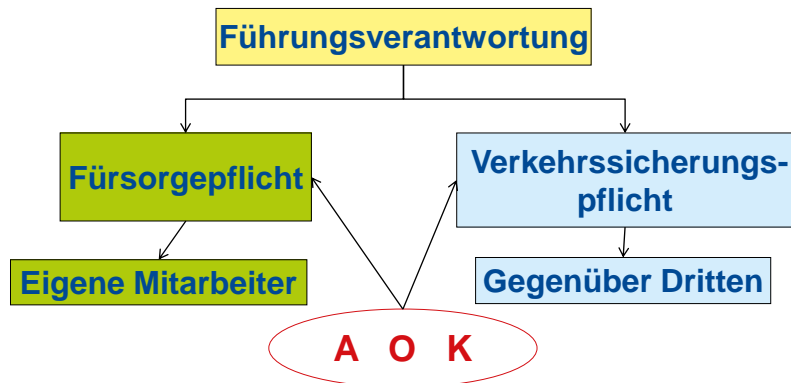 Führungsverantwortung
Fürsorgepflicht
Verkehrssicherungs-
pflicht
Eigene Mitarbeiter
Gegenüber Dritten
A O K